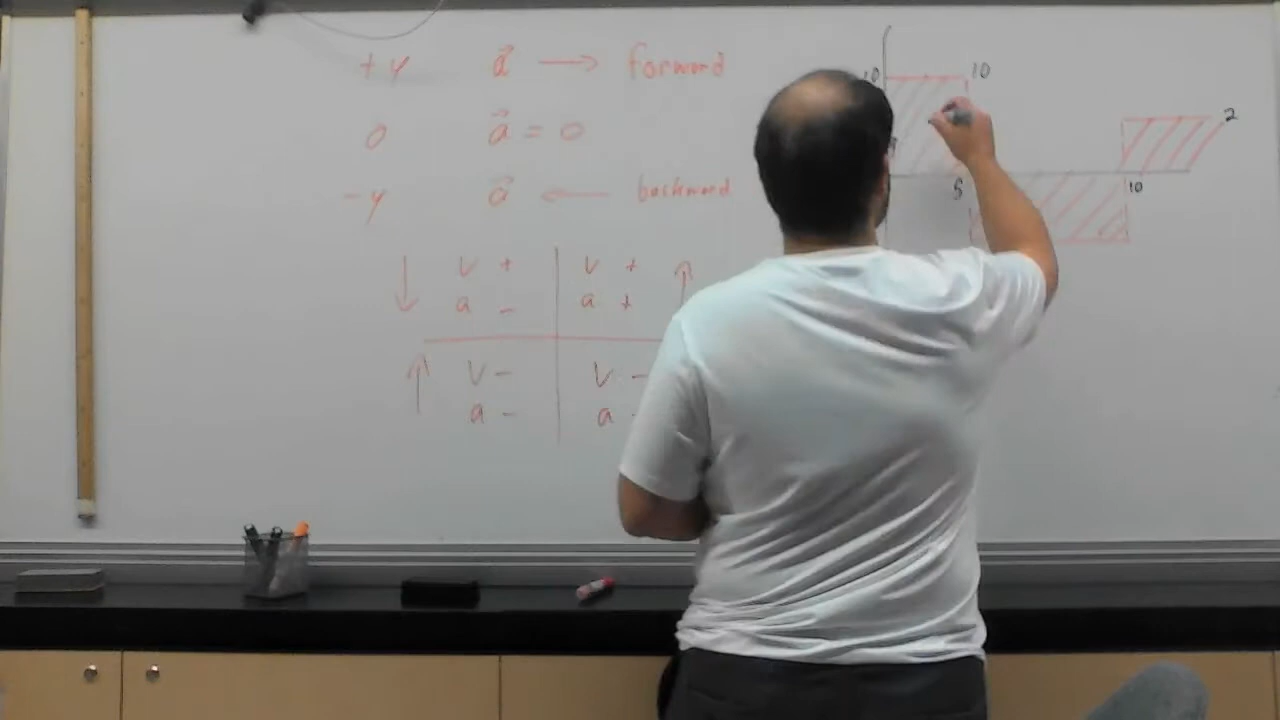 +y a⃗ → forward
0 a⃗ = 0
-y a⃗ ← backward
↓ v + v + ↑
a - a +
↑ v - v -
a - a -
10 10
2
5 10